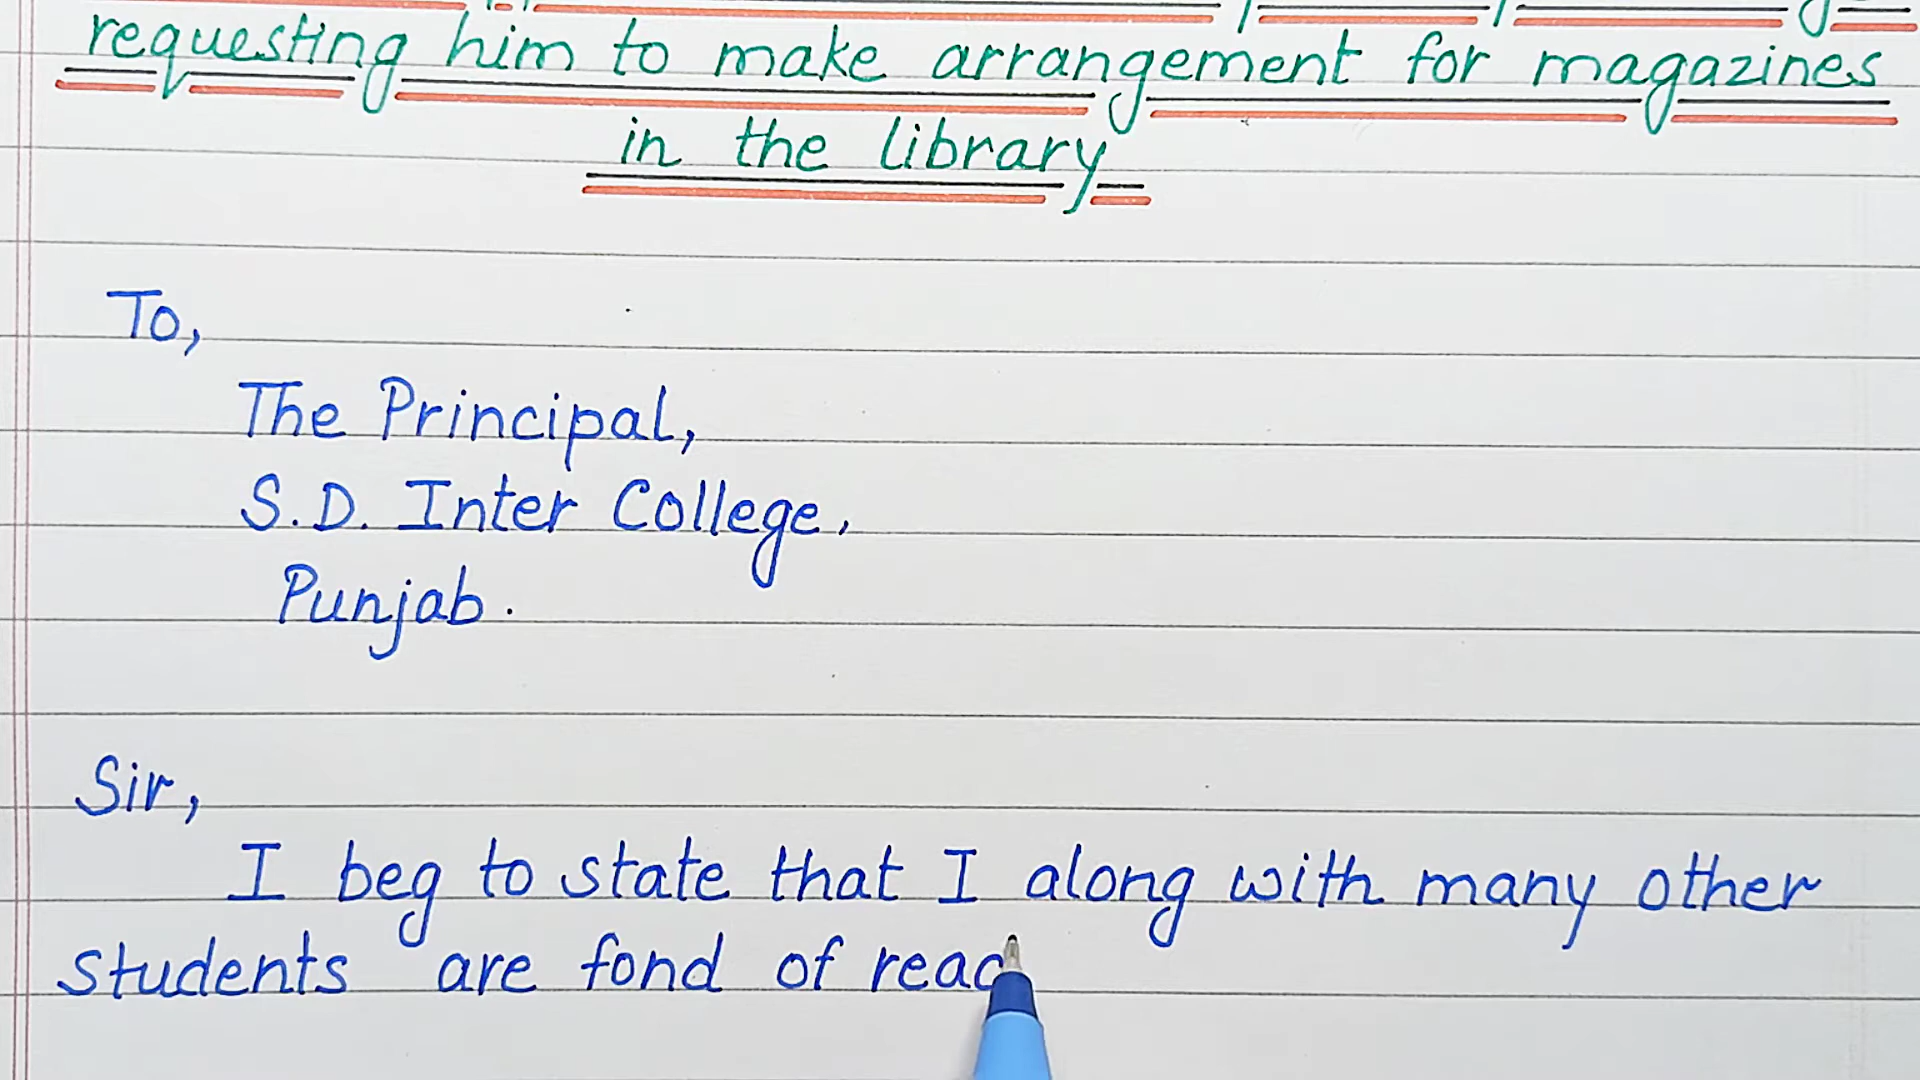 requesting him to make arrangement for magazines
in the library
To,
The Principal,
S.D. Inter College,
Punjab.
Sir,
I beg to state that I along with many other
students are fond of read